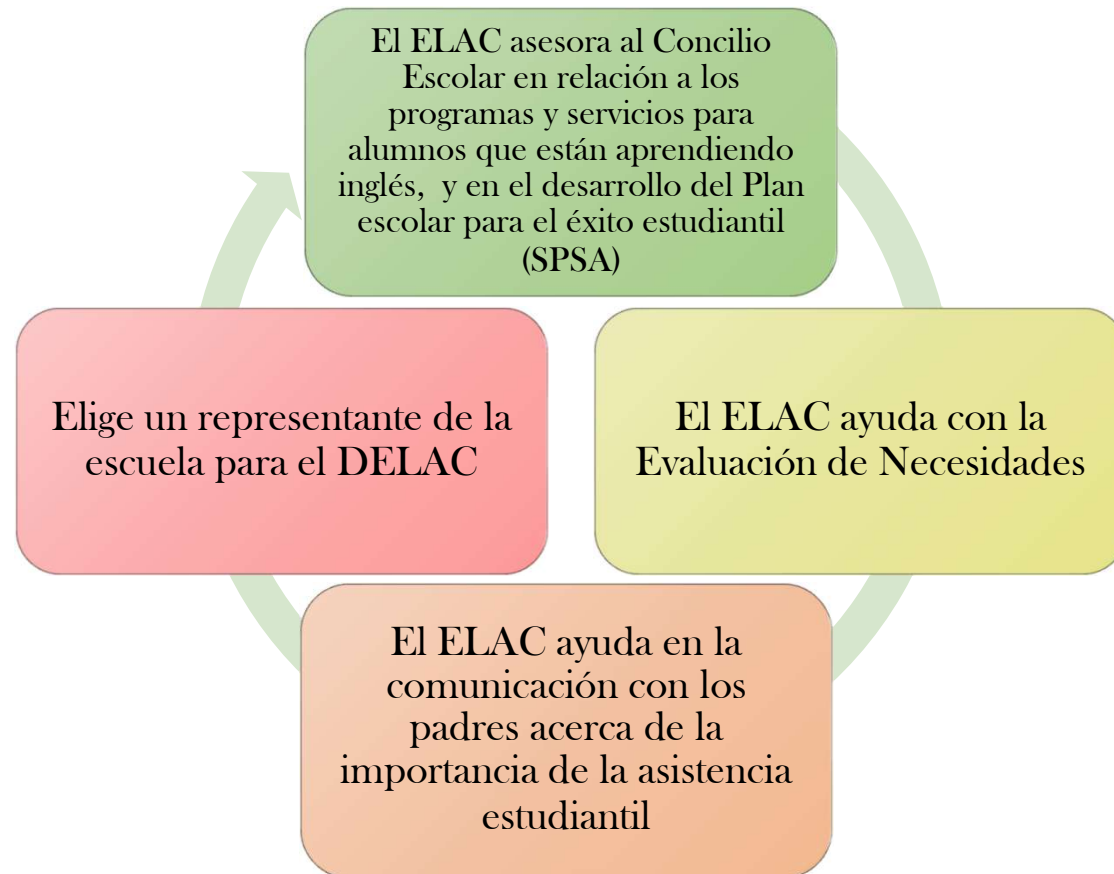 El ELAC asesora al Concilio
Escolar en relación a los
programas y servicios para
alumnos que están aprendiendo
inglés, y en el desarrollo del Plan
escolar para el éxito estudiantil
(SPSA)
Elige un representante de la
escuela para el DELAC
El ELAC ayuda con la
Evaluación de Necesidades
El ELAC ayuda en la
comunicación con los
padres acerca de la
importancia de la asistencia
estudiantil